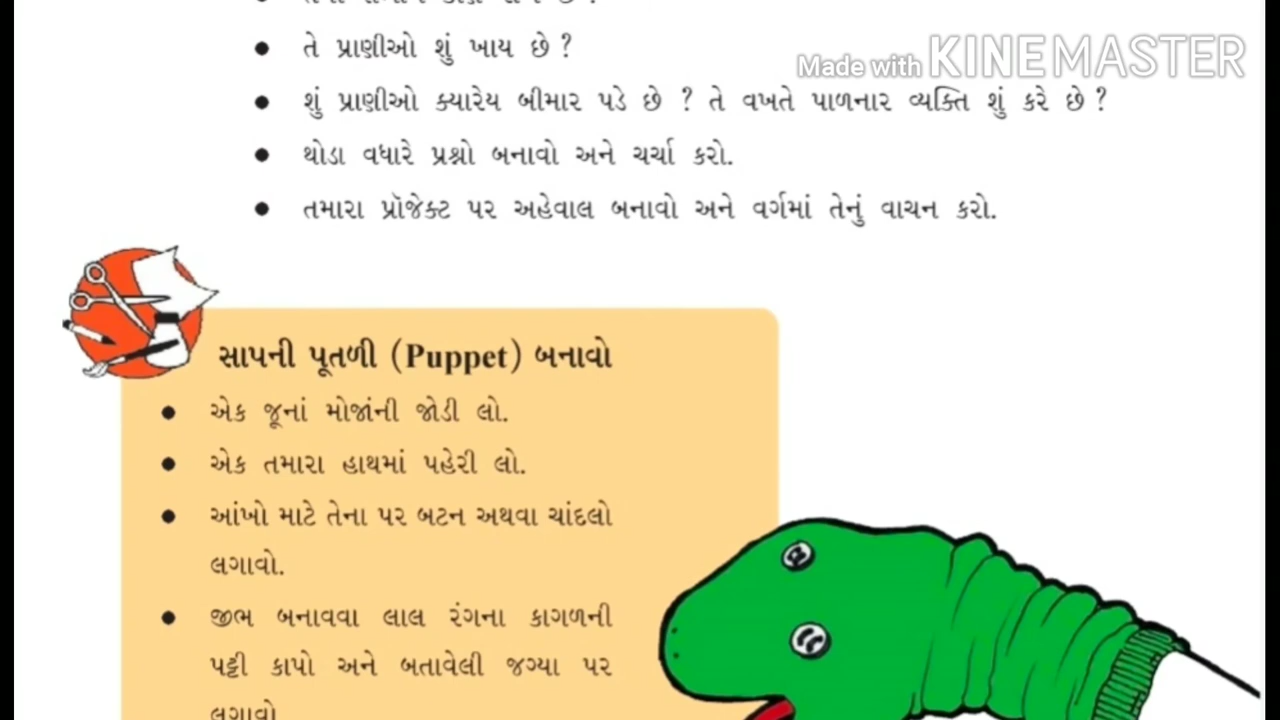 તે પ્રાણીઓ શું ખાય છે ?
Made with KINEMASTER
શું પ્રાણીઓ ક્યારેય બીમાર પડે છે ? તે વખતે પાળનાર વ્યક્તિ શું કરે છે ?
થોડા વધારે પ્રશ્નો બનાવો અને ચર્ચા કરો.
તમારા પ્રૉજેક્ટ પર અહેવાલ બનાવો અને વર્ગમાં તેનું વાચન કરો.
સાપની પૂતળી (Puppet) બનાવો
એક જૂનાં મોજાંની જોડી લો.
એક તમારા હાથમાં પહેરી લો.
આંખો માટે તેના પર બટન અથવા ચાંદલો
લગાવો.
જીભ બનાવવા લાલ રંગના કાગળની
પટ્ટી કાપો અને બતાવેલી જગ્યા પર
લગાવો